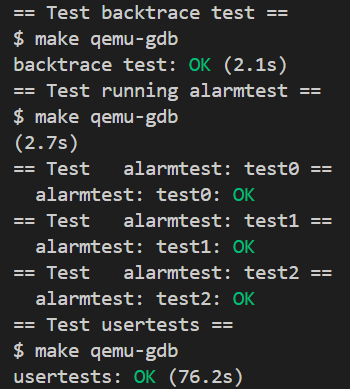 == Test backtrace test ==
$ make qemu-gdb
backtrace test: OK (2.1s)
== Test running alarmtest ==
$ make qemu-gdb
(2.7s)
== Test   alarmtest: test0 ==
  alarmtest: test0: OK
== Test   alarmtest: test1 ==
  alarmtest: test1: OK
== Test   alarmtest: test2 ==
  alarmtest: test2: OK
== Test usertests ==
$ make qemu-gdb
usertests: OK (76.2s)